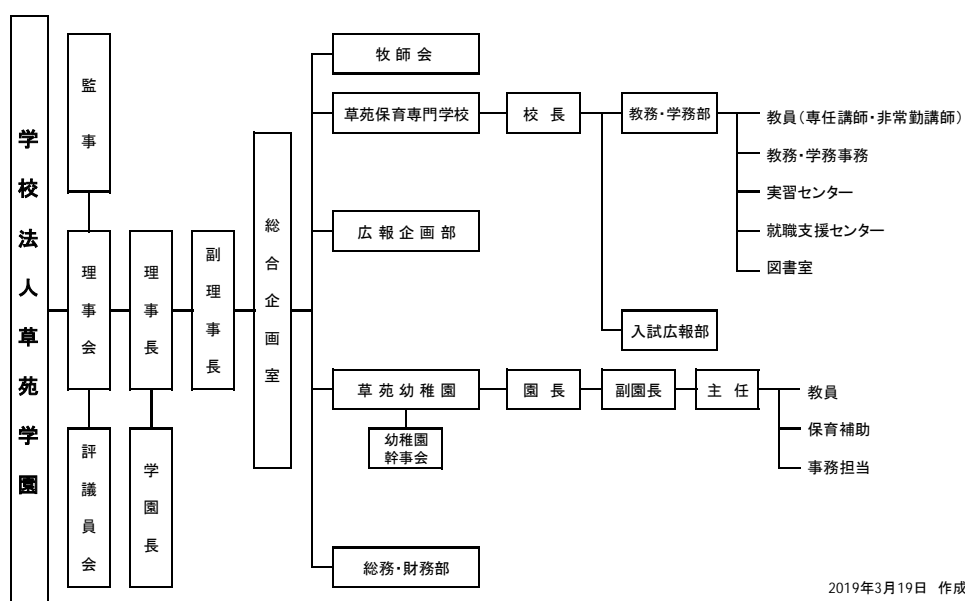 学校法人草苑学園
監事
理事会
評議員会
理事長
学園長
副理事長
総合企画室
牧師会
草苑保育専門学校
校長
教務・学務部
教員(専任講師・非常勤講師)
教務・学務事務
実習センター
就職支援センター
図書室
入試広報部
広報企画部
草苑幼稚園
園長
副園長
主任
教員
保育補助
事務担当
幼稚園
幹事会
総務・財務部
2019年3月19日 作成